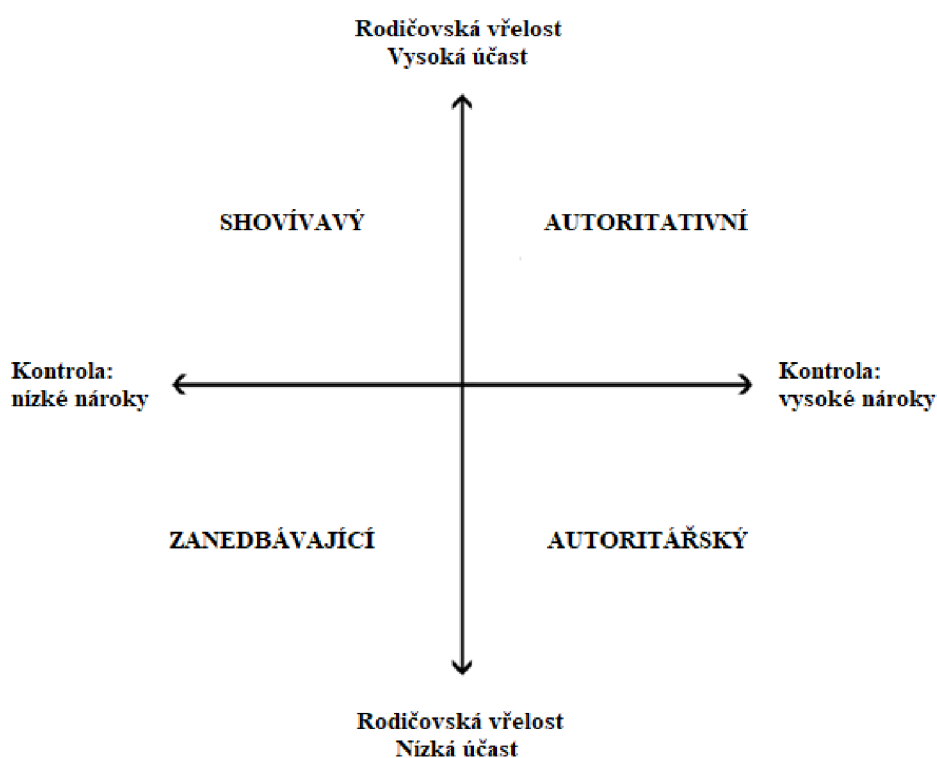 Rodičovská vřelost
Vysoká účast
SHOVÍVAVÝ
AUTORITATIVNÍ
Kontrola:
nízké nároky
Kontrola:
vysoké nároky
ZANEDBÁVAJÍCÍ
AUTORITÁŘSKÝ
Rodičovská vřelost
Nízká účast